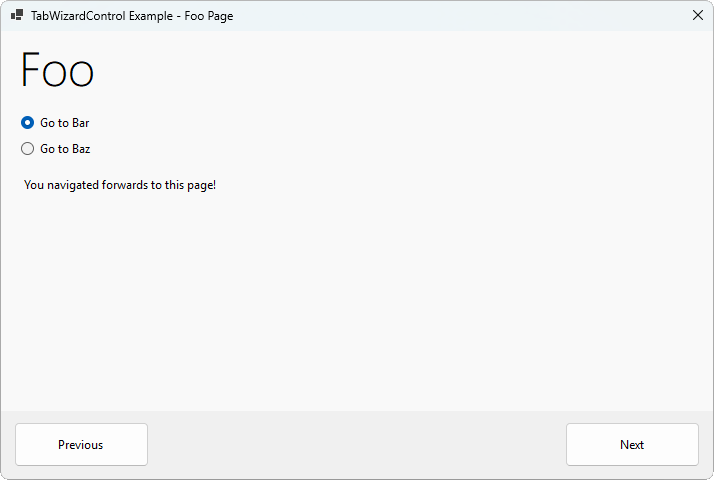 TabWizardControl Example - Foo Page
Foo
Go to Bar
Go to Baz
You navigated forwards to this page!
Previous
Next